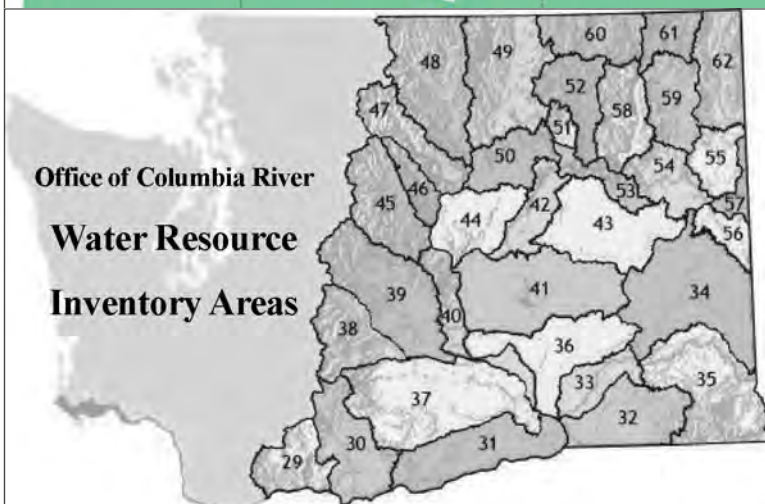 60 61
48 49 62
52
47 58 59
51
50 55
Office of Columbia River 54
46 53 57
45 42
Water Resource 44 43 56
Inventory Areas 39 41 34
40
38
36
35
33
37
32
30 31
29